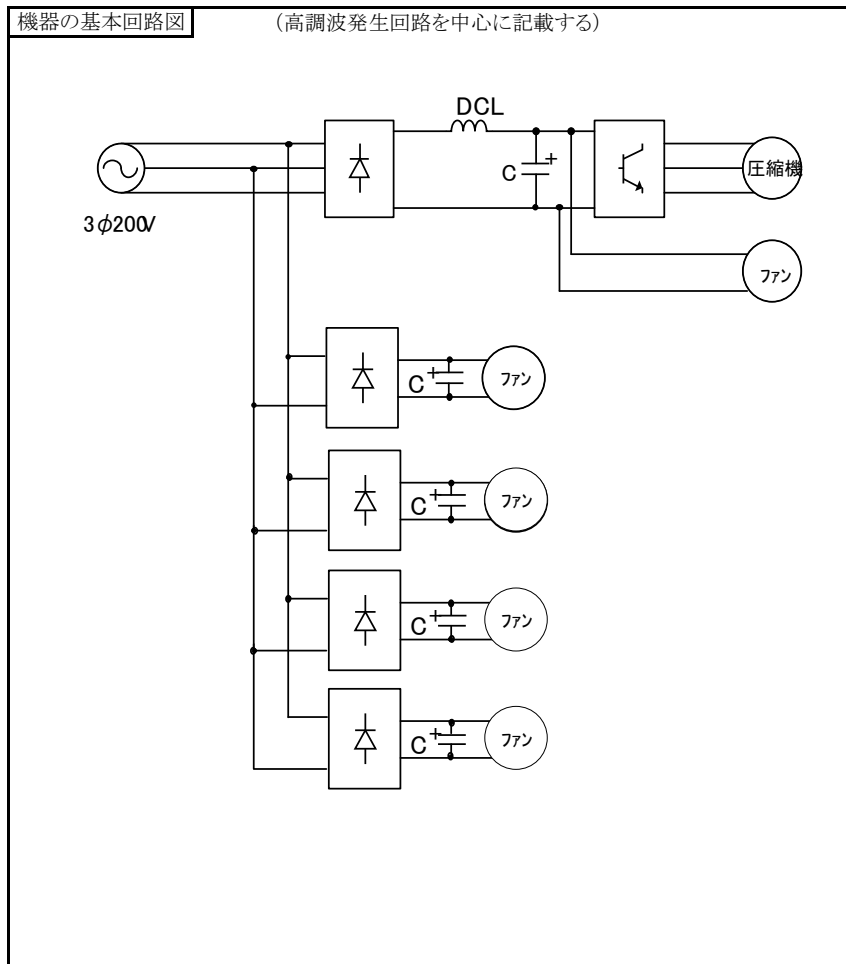 機器の基本回路図
(高調波発生回路を中心に記載する)
DCL
C
+
圧縮機
3φ200V
ファン
C
+
ファン
C
+
ファン
C
+
ファン
C
+
ファン